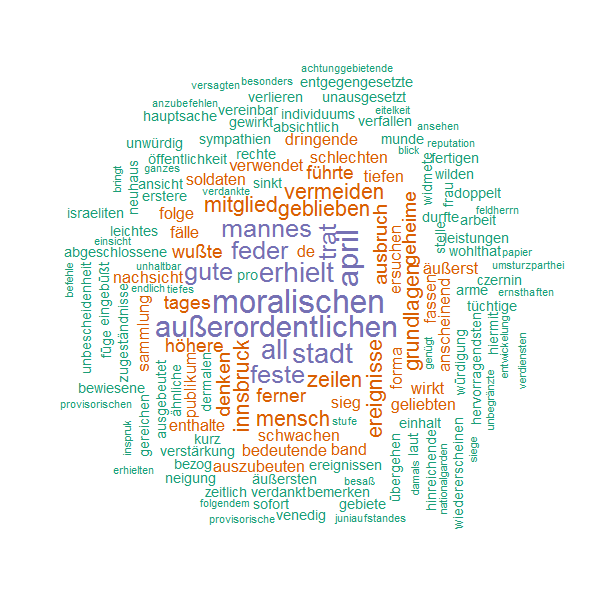 achtunggebietende
versagten besonders entgegengesetzte
anzubefehlen verlieren unausgesetzt
hauptsache vereinbar individuums eitelkeit
gewirkt absichtlich verfallen ansehen
unwürdig sympathien dringende munde reputation
öffentlichkeit rechte schlechten blick fertigen
bringt neuhaus ganzes verwendet führte tiefen widmete frau wilden
ansicht soldaten sinkt vermeiden doppelt
erstere verdankte mitglied geblieben geheime feldherrn
israeliten folge mannes trat april ausbruch durfte arbeit
leichtes fälle stelle leistungen
einsicht wußte feder de ersuchen wohlthat papier
abgeschlossene unhaltbar umsturzparthei
befehle unbescheidenheit eingebüßt füge zugeständnisse nachsicht gute pro erhielt grundlagen fassen äußerst czernin
endlich tiefes anscheinend arme ernsthaften
sammlung tages moralischen tüchtige
außerordentlichen genügt würdigung hervorragendsten hiermit entwickelung
höhere all stadt ereignisse
publikum dermalen denken innsbruck feste zeilen forma wirkt unbegränzte verdiensten
bewiesene ausgebeutet ähnliche ferner sieg geliebten
provisorischen gereichen mensch
enthalte stufe einhalt
inspruk kurz schwachen laut siege
verstärkung bedeutende band übergehen hinreichende wiedererscheinen
erhielten bezog auszubeuten ereignissen damals nationalgarden
neigung äußersten besaß
zeitlich verdankt bemerken
folgendem sofort gebiete
provisorische venedig juniaufstandes